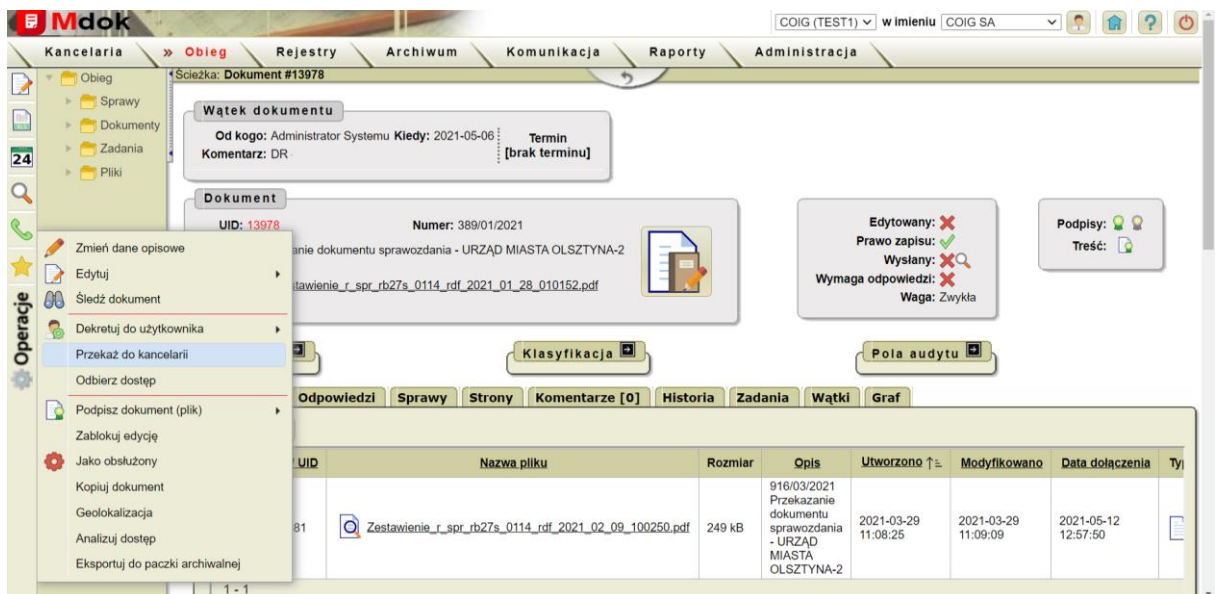 Mdok
COIG (TEST1) w imieniu COIG SA
Kancelaria » Obieg Rejestry Archiwum Komunikacja Raporty Administracja
Ścieżka: Dokument #13978
Obieg
Sprawy
Dokumenty
Zadania
Pliki
24
Operacje
Wątek dokumentu
Od kogo: Administrator Systemu Kiedy: 2021-05-06
Komentarz: DR
Termin
[brak terminu]
Dokument
UID: 13978 Numer: 389/01/2021
anie dokumentu sprawozdania - URZĄD MIASTA OLSZTYNA-2
stawienie_r_spr_rb27s_0114_rdf_2021_01_28_010152.pdf
Edytowany:
Prawo zapisu:
Wysłany:
Wymaga odpowiedzi:
Waga: Zwykła
Podpisy:
Treść:
Zmień dane opisowe
Edytuj
Śledź dokument
Dekretuj do użytkownika
Przekaż do kancelarii
Odbierz dostęp
Podpisz dokument (plik)
Zablokuj edycję
Jako obsłużony
Kopiuj dokument
Geolokalizacja
Analizuj dostęp
Eksportuj do paczki archiwalnej
Klasyfikacja
Pola audytu
Odpowiedzi Sprawy Strony Komentarze [0] Historia Zadania Wątki Graf
UID Nazwa pliku Rozmiar Opis Utworzono Modyfikowano Data dołączenia Typ
81 Zestawienie_r_spr_rb27s_0114_rdf_2021_02_09_100250.pdf 249 kB
916/03/2021
Przekazanie
dokumentu
sprawozdania
- URZĄD
MIASTA
OLSZTYNA-2
2021-03-29
11:08:25
2021-03-29
11:09:09
2021-05-12
12:57:50
1 - 1